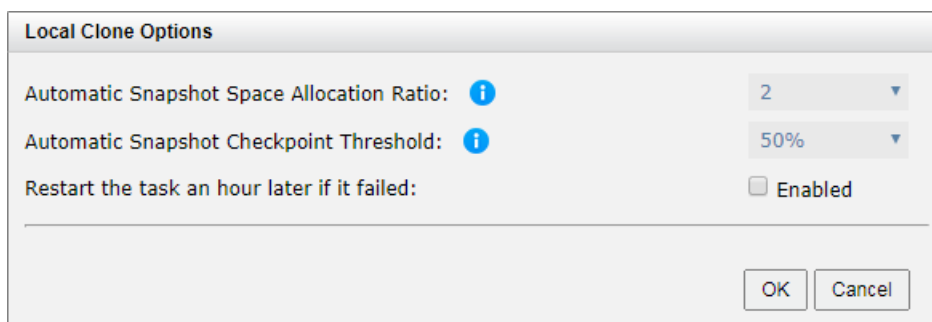 Local Clone Options
Automatic Snapshot Space Allocation Ratio: 2
Automatic Snapshot Checkpoint Threshold: 50%
Restart the task an hour later if it failed: Enabled
OK Cancel